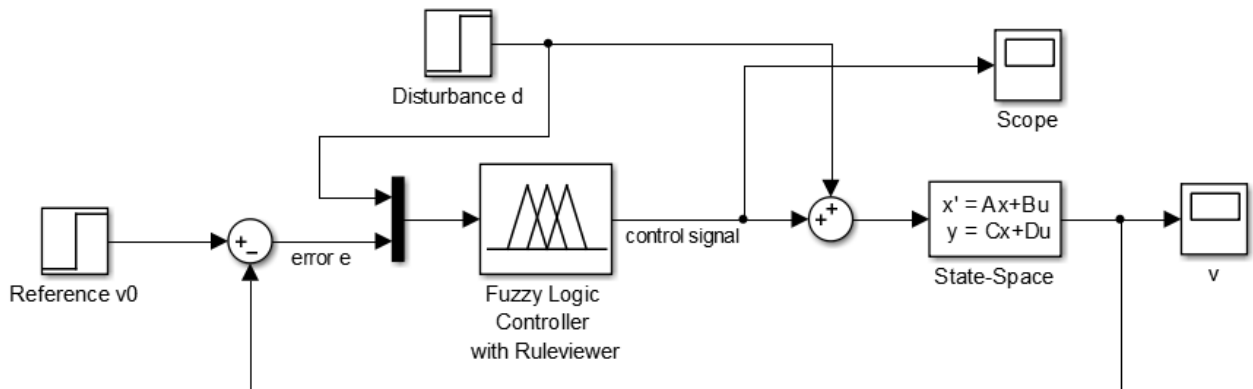 Disturbance d
Scope
Reference v0
+
−
error e
Fuzzy Logic
Controller
with Ruleviewer
control signal
+
+
x' = Ax+Bu
y = Cx+Du
State-Space
v